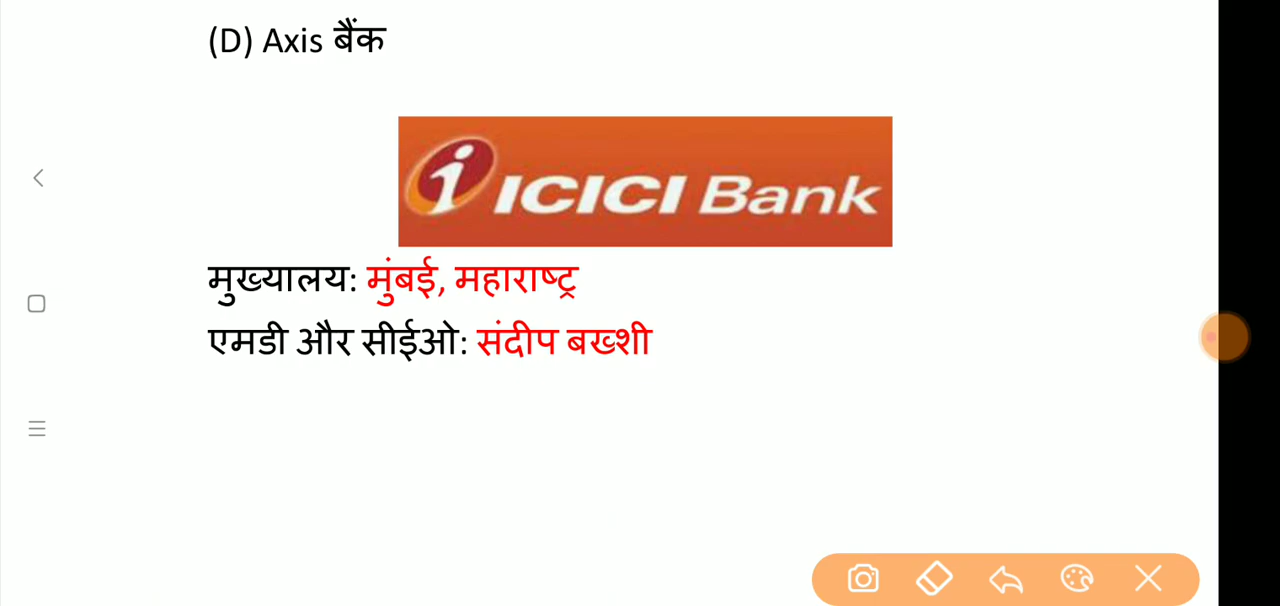 (D) Axis बैंक
i ICICI Bank
मुख्यालय: मुंबई, महाराष्ट्र
एमडी और सीईओ: संदीप बख्शी